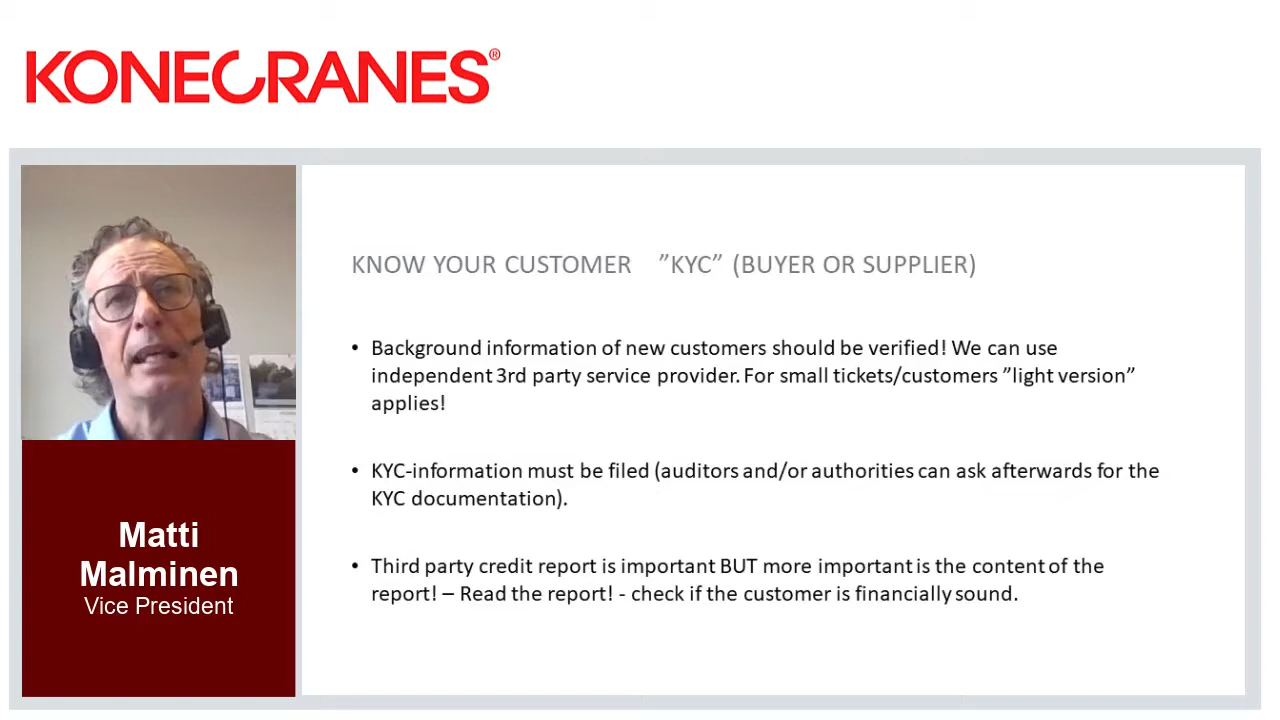 KONECRANES®
Matti
Malminen
Vice President
KNOW YOUR CUSTOMER ”KYC” (BUYER OR SUPPLIER)
• Background information of new customers should be verified! We can use
independent 3rd party service provider. For small tickets/customers ”light version”
applies!
• KYC-information must be filed (auditors and/or authorities can ask afterwards for the
KYC documentation).
• Third party credit report is important BUT more important is the content of the
report! – Read the report! - check if the customer is financially sound.